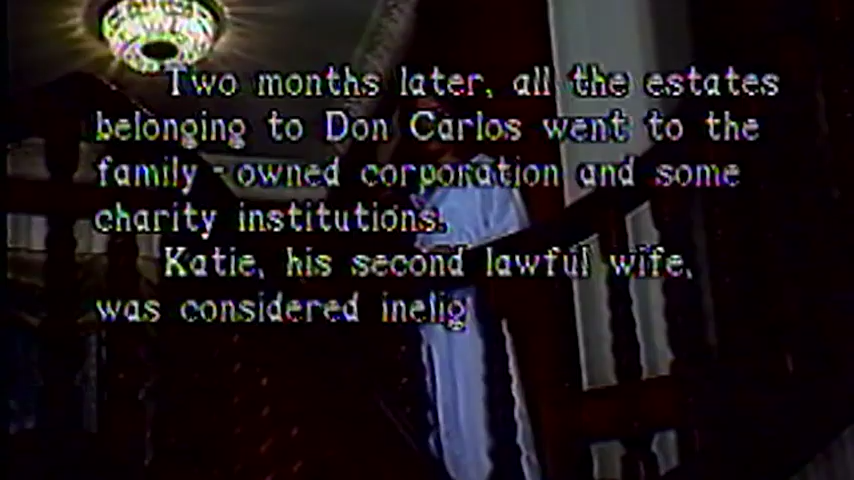 Two months later, all the estates
belonging to Don Carlos went to the
family-owned corporation and some
charity institutions.
Katie, his second lawful wife,
was considered inelig